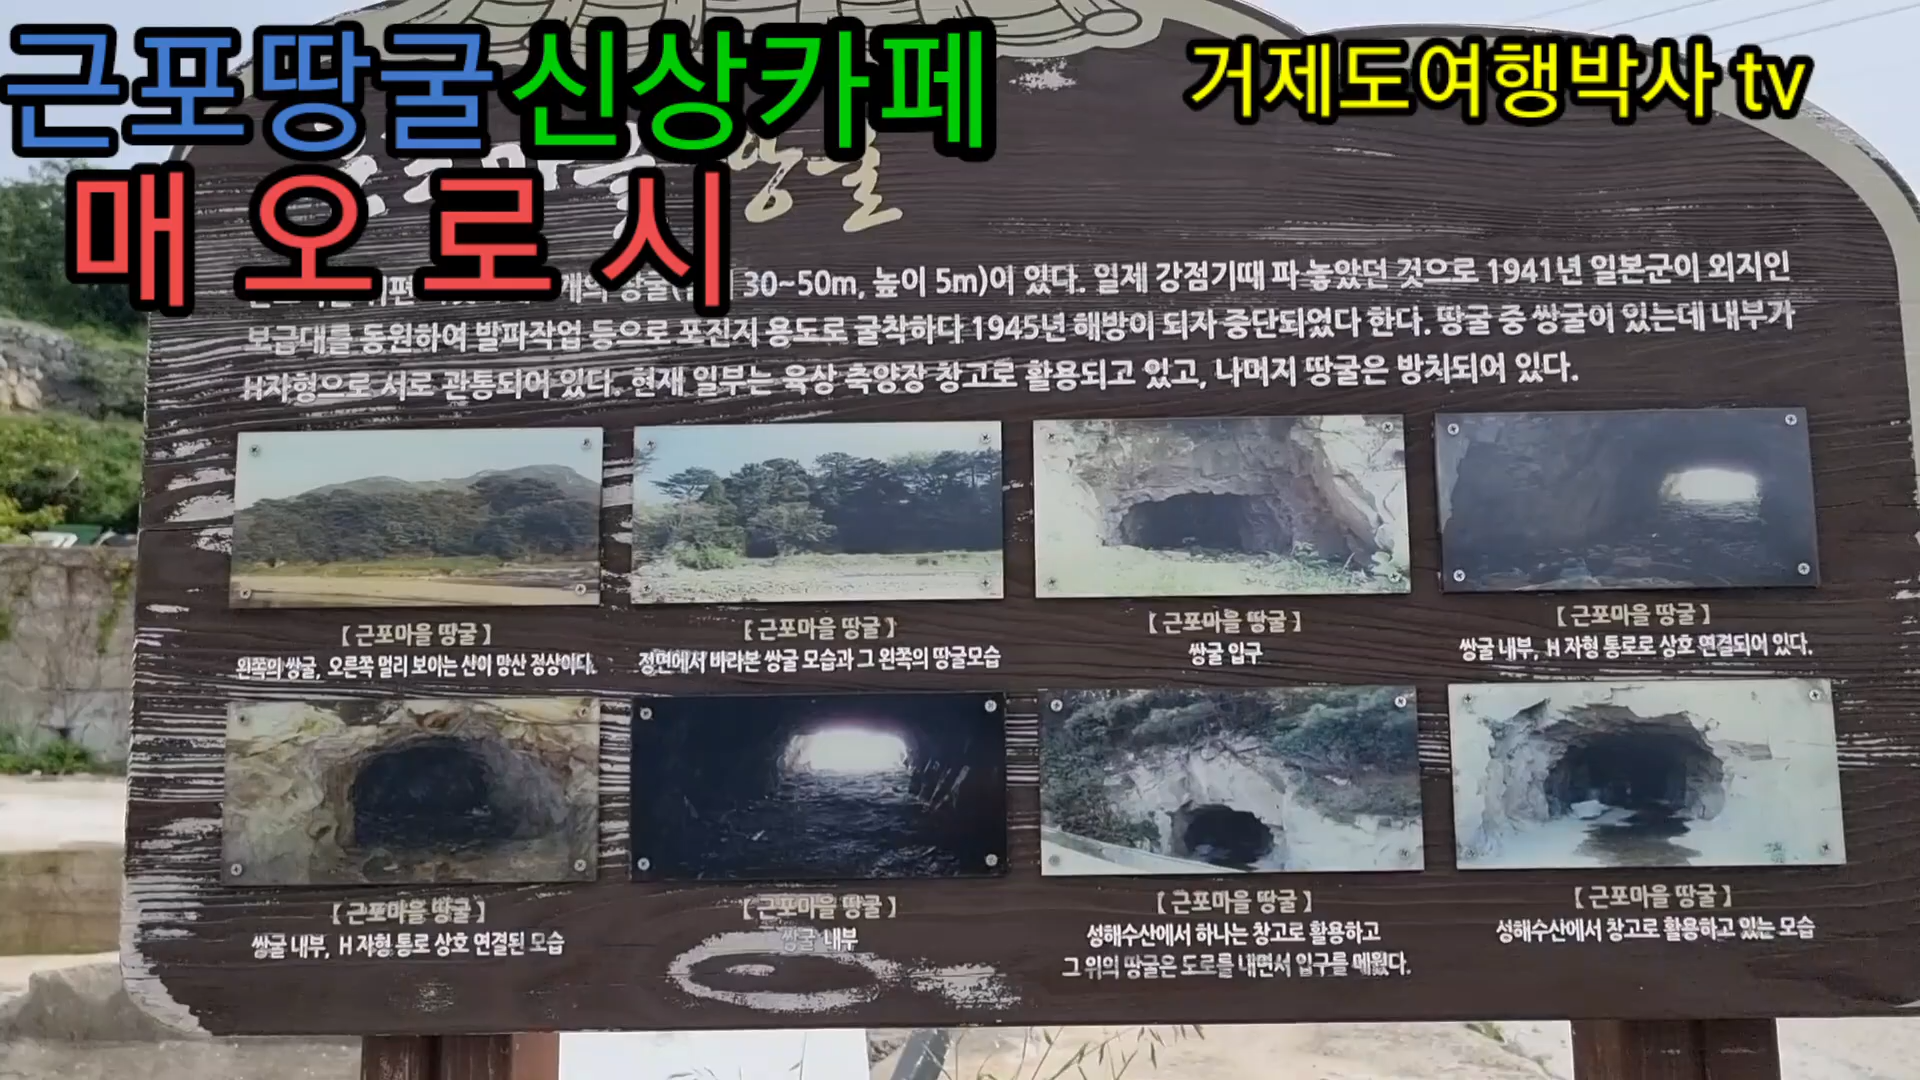 근포땅굴 신상카페
거제도여행박사 tv
매 오 로 시
땅굴
30~50m, 높이 5m)이 있다. 일제 강점기때 파 놓았던 것으로 1941년 일본군이 외지인
보급대를 동원하여 발파작업 등으로 포진지 용도로 굴착하다 1945년 해방이 되자 중단되었다 한다. 땅굴 중 쌍굴이 있는데 내부가
H자형으로 서로 관통되어 있다. 현재 일부는 육상 축양장 창고로 활용되고 있고, 나머지 땅굴은 방치되어 있다.
[ 근포마을 땅굴 ]
왼쪽의 쌍굴, 오른쪽 멀리 보이는 산이 망산 정상이다.
[ 근포마을 땅굴 ]
정면에서 바라본 쌍굴 모습과 그 왼쪽의 땅굴모습
[ 근포마을 땅굴 ]
쌍굴 입구
[ 근포마을 땅굴 ]
쌍굴 내부, H 자형 통로로 상호 연결되어 있다.
[ 근포마을 땅굴 ]
쌍굴 내부, H 자형 통로 상호 연결된 모습
[ 근포마을 땅굴 ]
쌍굴 내부
[ 근포마을 땅굴 ]
성해수산에서 하나는 창고로 활용하고
그 위의 땅굴은 도로를 내면서 입구를 메웠다.
[ 근포마을 땅굴 ]
성해수산에서 창고로 활용하고 있는 모습